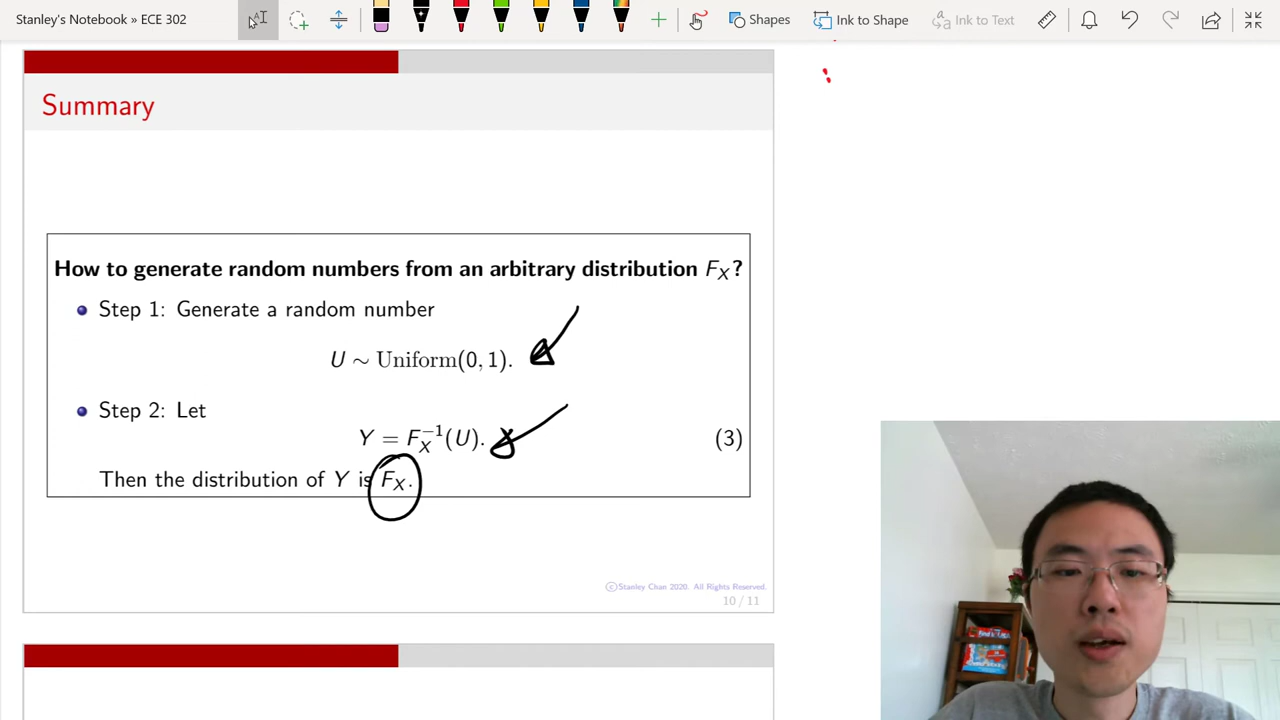 Stanley's Notebook » ECE 302
Shapes
Ink to Shape
Ink to Text
Summary
How to generate random numbers from an arbitrary distribution F_X?
Step 1: Generate a random number
U ∼ Uniform(0, 1).
Step 2: Let
Y = F_X^{-1}(U). (3)
Then the distribution of Y is F_X.
©Stanley Chan 2020. All Rights Reserved.
10 / 11